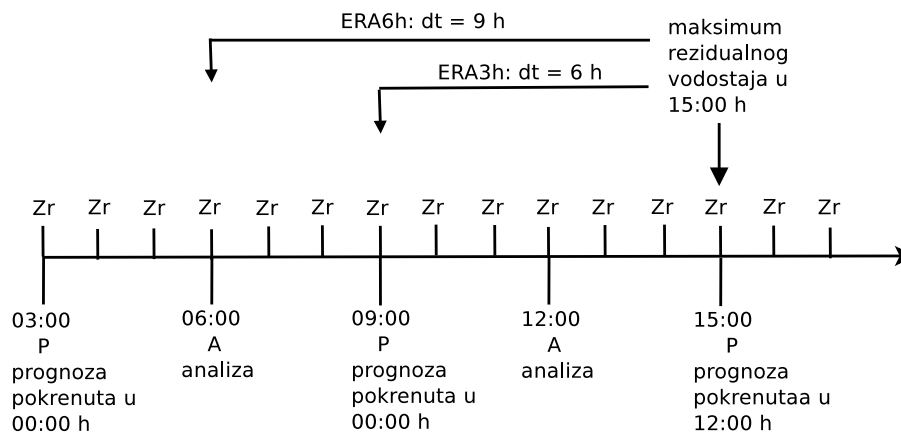 ERA6h: dt = 9 h
maksimum
rezidualnog
vodostaja u
15:00 h
ERA3h: dt = 6 h
Zr Zr Zr Zr Zr Zr Zr Zr Zr Zr Zr Zr Zr Zr Zr
03:00
P
prognoza
pokrenuta u
00:00 h
06:00
A
analiza
09:00
P
prognoza
pokrenuta u
00:00 h
12:00
A
analiza
15:00
P
prognoza
pokrenutaa u
12:00 h